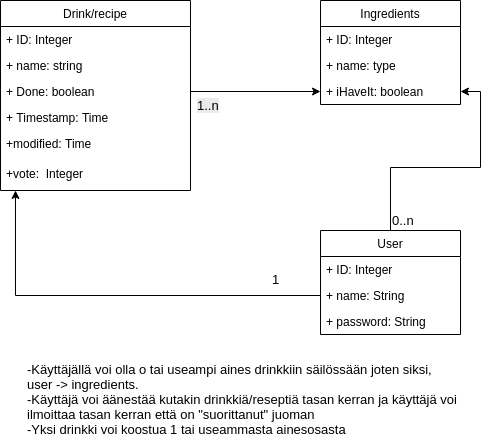 Drink/recipe
+ ID: Integer
+ name: string
+ Done: boolean
+ Timestamp: Time
+modified: Time
+vote:  Integer
Ingredients
+ ID: Integer
+ name: type
+ iHaveIt: boolean
1..n
0..n
1
User
+ ID: Integer
+ name: String
+ password: String
-Käyttäjällä voi olla o tai useampi aines drinkkiin säilössään joten siksi,
user -> ingredients.
-Käyttäjä voi äänestää kutakin drinkkiä/reseptiä tasan kerran ja käyttäjä voi
ilmoittaa tasan kerran että on "suorittanut" juoman
-Yksi drinkki voi koostua 1 tai useammasta ainesosasta